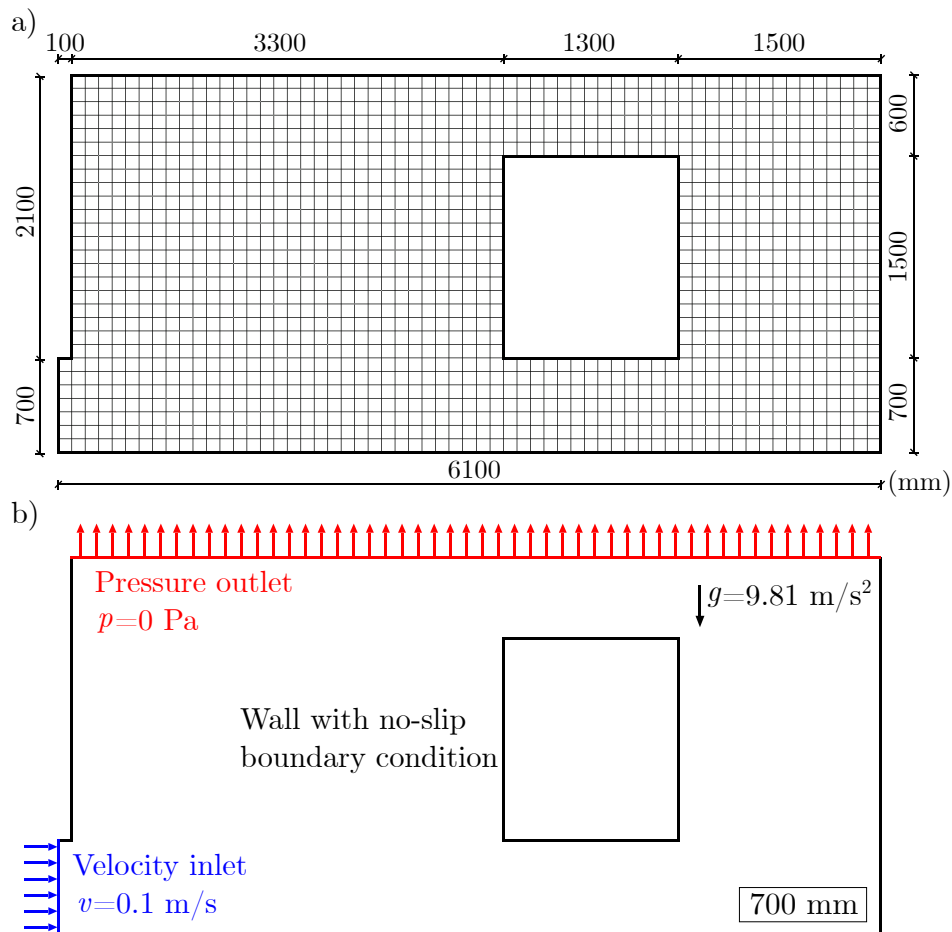 a)
100
3300
1300
1500
600
2100
1500
700
700
6100
(mm)
b)
Pressure outlet
p=0 Pa
g=9.81 m/s²
Wall with no-slip
boundary condition
Velocity inlet
v=0.1 m/s
700 mm